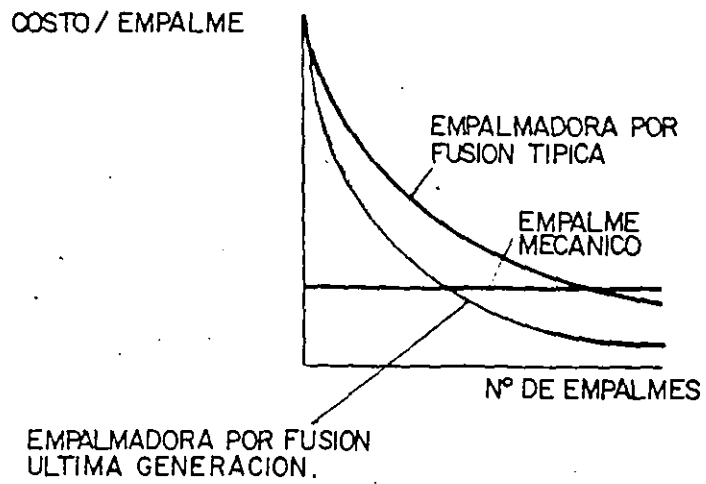 COSTO / EMPALME
EMPALMADORA POR
FUSION TIPICA
EMPALME
MECANICO
Nº DE EMPALMES
EMPALMADORA POR FUSION
ULTIMA GENERACION.